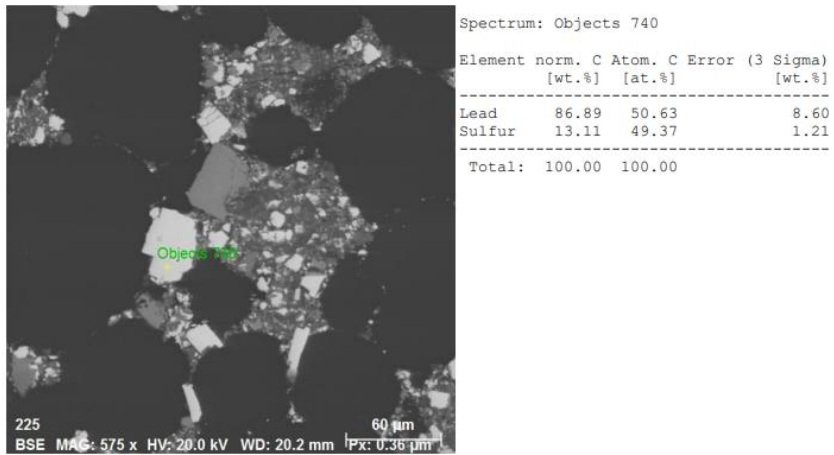 Spectrum: Objects 740
Element norm. C Atom. C Error (3 Sigma)
[wt.%] [at.%] [wt.%]
-----------------------------------------
Lead 86.89 50.63 8.60
Sulfur 13.11 49.37 1.21
-----------------------------------------
Total: 100.00 100.00
Objects 740
225
60 µm
BSE MAG: 575 x HV: 20.0 kV WD: 20.2 mm Px: 0.36 µm